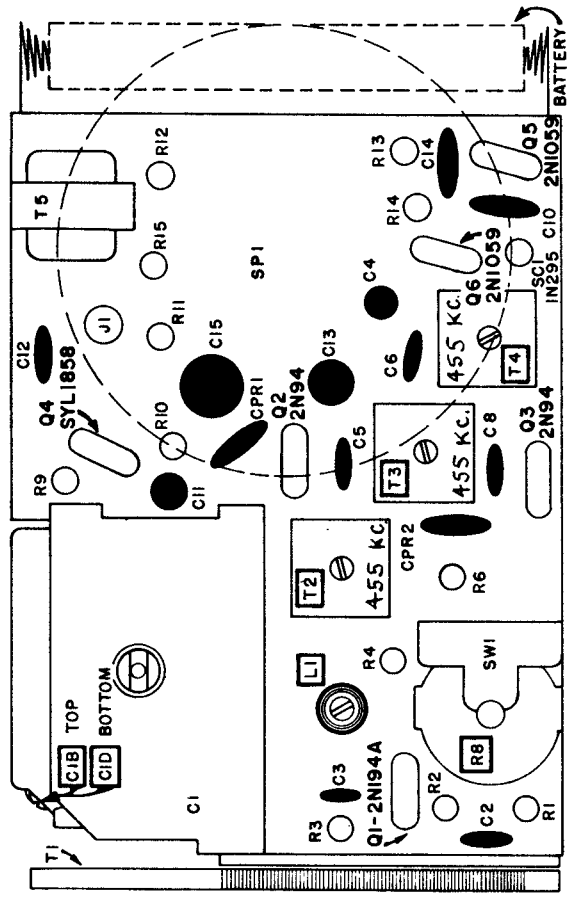 BATTERY
R12
T5
R13
C14
Q5
2N1059
R15
R14
C10
SP1
C4
Q6
2N1059
SC1
1N295
J1
R11
C12
C15
C13
C6
455 KC.
T4
Q4
SYL1858
R10
CPR1
Q2
2N94
C5
T3
455 KC.
C8
Q3
2N94
R9
C11
T2
455 KC.
CPR2
R6
R4
L1
SW1
TOP
C1B
BOTTOM
C1D
R8
C1
C3
R3
Q1-2N194A
R2
C2
R1
T1